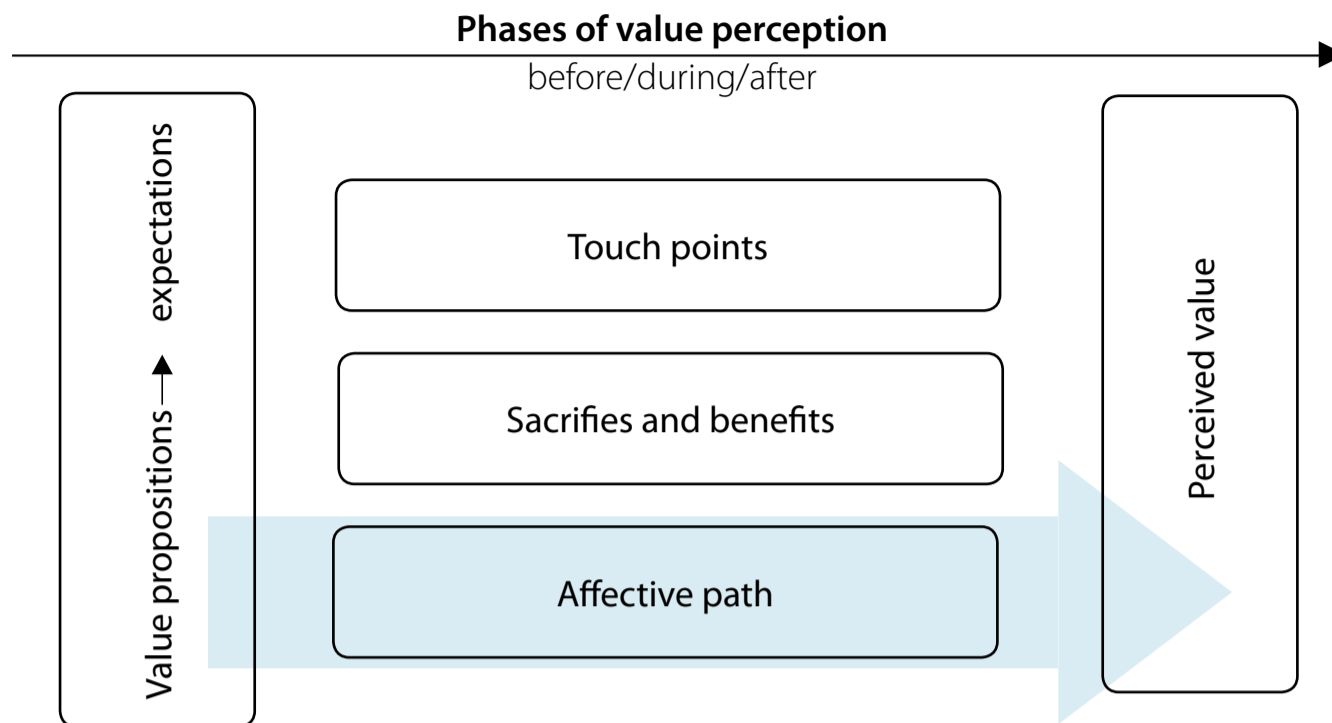 Phases of value perception
before/during/after
Value propositions → expectations
Touch points
Sacrifies and benefits
Affective path
Perceived value